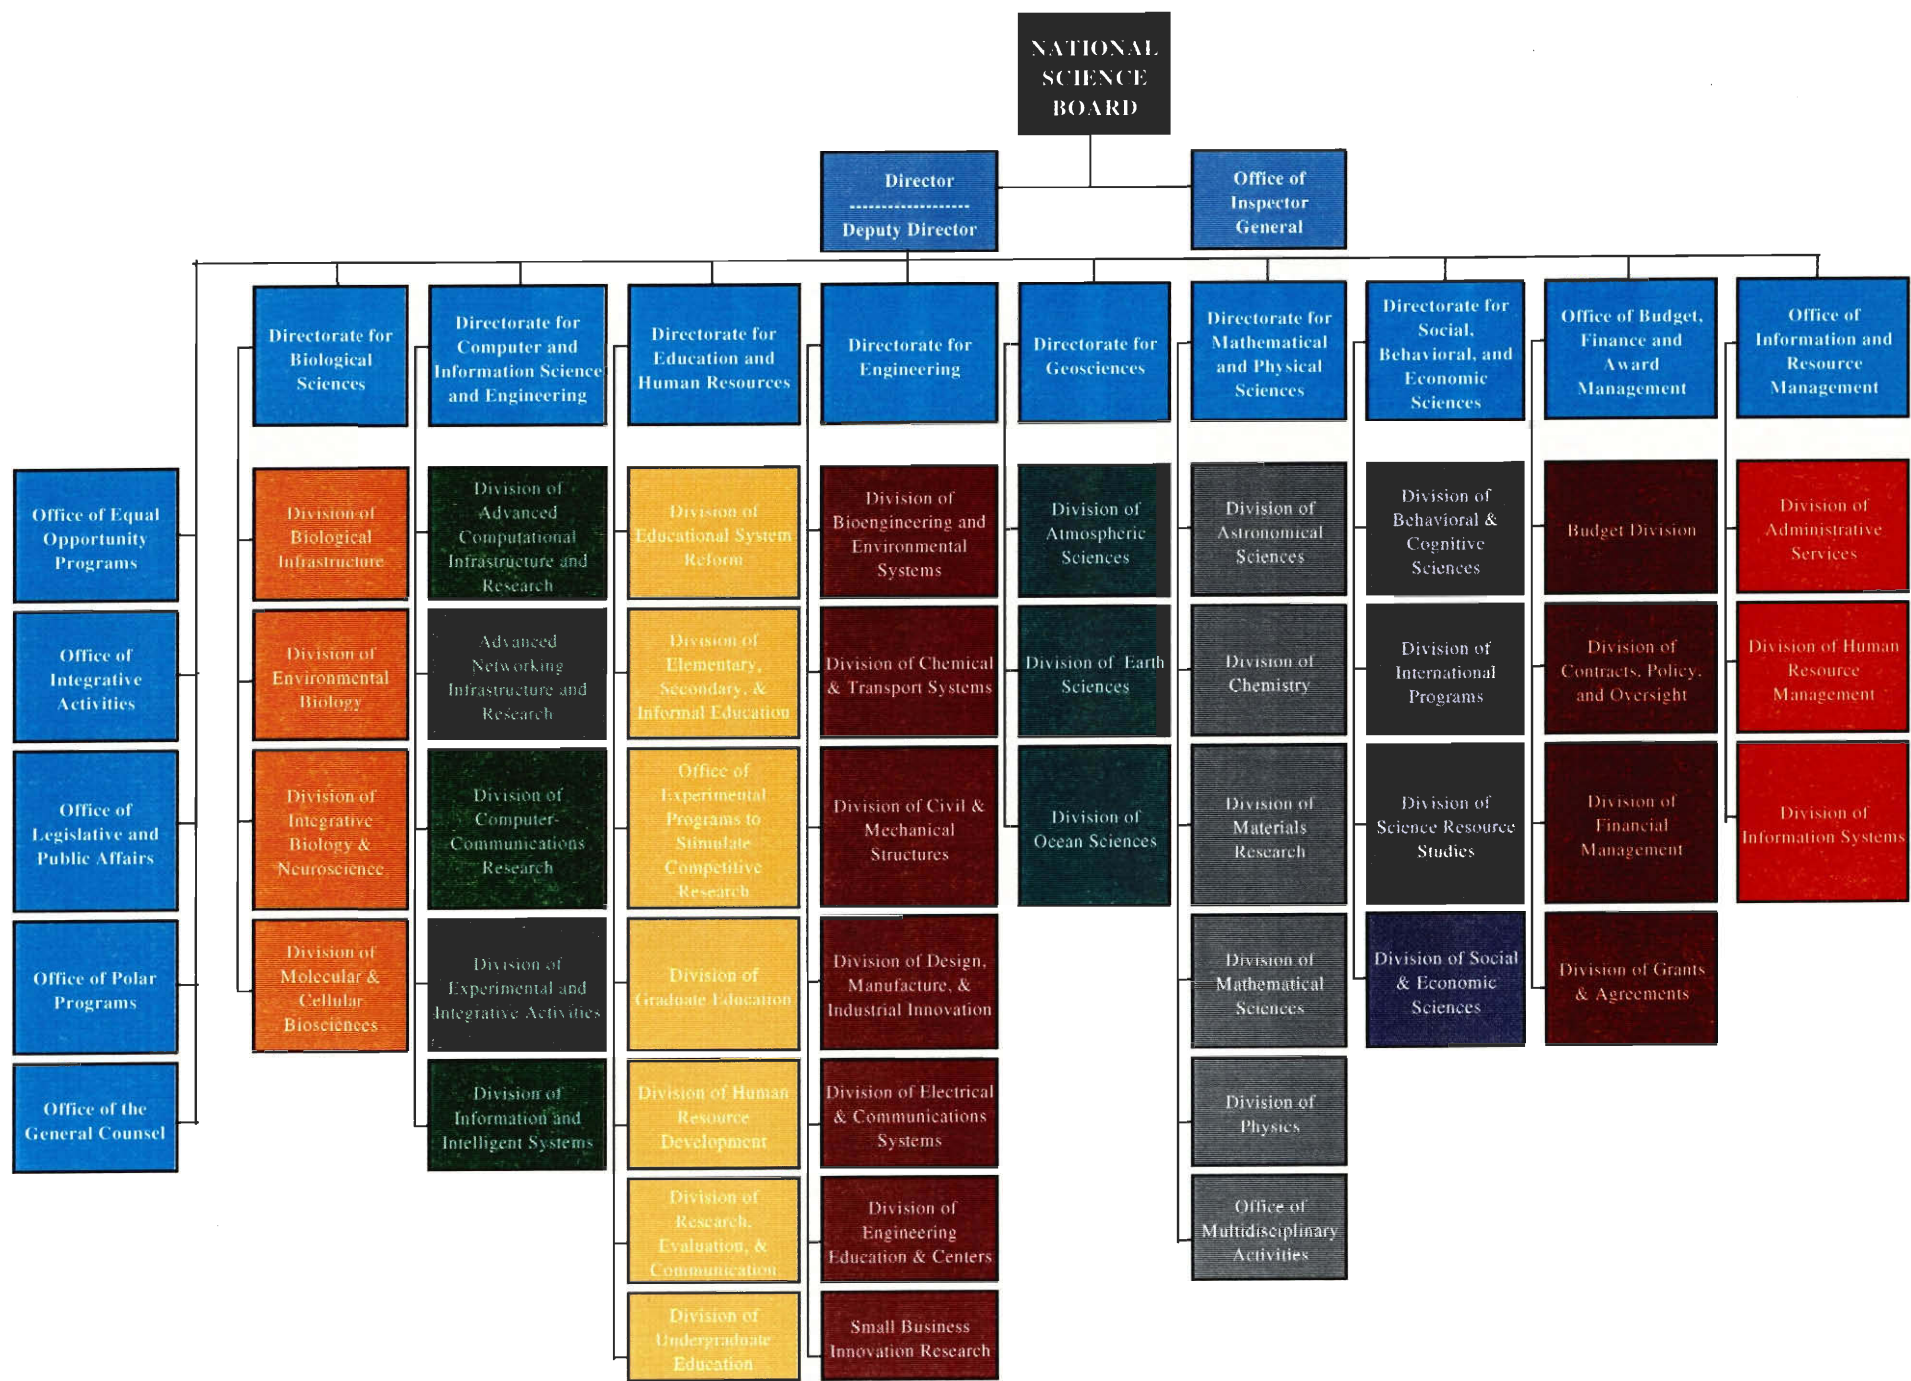 NATIONAL
SCIENCE
BOARD
Director
-------------------
Deputy Director
Office of
Inspector
General
Directorate for
Biological
Sciences
Directorate for
Computer and
Information Science
and Engineering
Directorate for
Education and
Human Resources
Directorate for
Engineering
Directorate for
Geosciences
Directorate for
Mathematical
and Physical
Sciences
Directorate for
Social,
Behavioral, and
Economic
Sciences
Office of Budget,
Finance and
Award
Management
Office of
Information and
Resource
Management
Office of Equal
Opportunity
Programs
Office of
Integrative
Activities
Office of
Legislative and
Public Affairs
Office of Polar
Programs
Office of the
General Counsel
Division of
Biological
Infrastructure
Division of
Environmental
Biology
Division of
Integrative
Biology &
Neuroscience
Division of
Molecular &
Cellular
Biosciences
Division of
Advanced
Computational
Infrastructure and
Research
Advanced
Networking
Infrastructure and
Research
Division of
Computer-
Communications
Research
Division of
Experimental and
Integrative Activities
Division of
Information and
Intelligent Systems
Division of
Educational System
Reform
Division of
Elementary,
Secondary, &
Informal Education
Office of
Experimental
Programs to
Stimulate
Competitive
Research
Division of
Graduate Education
Division of Human
Resource
Development
Division of
Research,
Evaluation, &
Communication
Division of
Undergraduate
Education
Division of
Bioengineering and
Environmental
Systems
Division of Chemical
& Transport Systems
Division of Civil &
Mechanical
Structures
Division of Design,
Manufacture, &
Industrial Innovation
Division of Electrical
& Communications
Systems
Division of
Engineering
Education & Centers
Small Business
Innovation Research
Division of
Atmospheric
Sciences
Division of Earth
Sciences
Division of
Ocean Sciences
Division of
Astronomical
Sciences
Division of
Chemistry
Division of
Materials
Research
Division of
Mathematical
Sciences
Division of
Physics
Office of
Multidisciplinary
Activities
Division of
Behavioral &
Cognitive
Sciences
Division of
International
Programs
Division of
Science Resource
Studies
Division of Social
& Economic
Sciences
Budget Division
Division of
Contracts, Policy,
and Oversight
Division of
Financial
Management
Division of Grants
& Agreements
Division of
Administrative
Services
Division of Human
Resource
Management
Division of
Information Systems